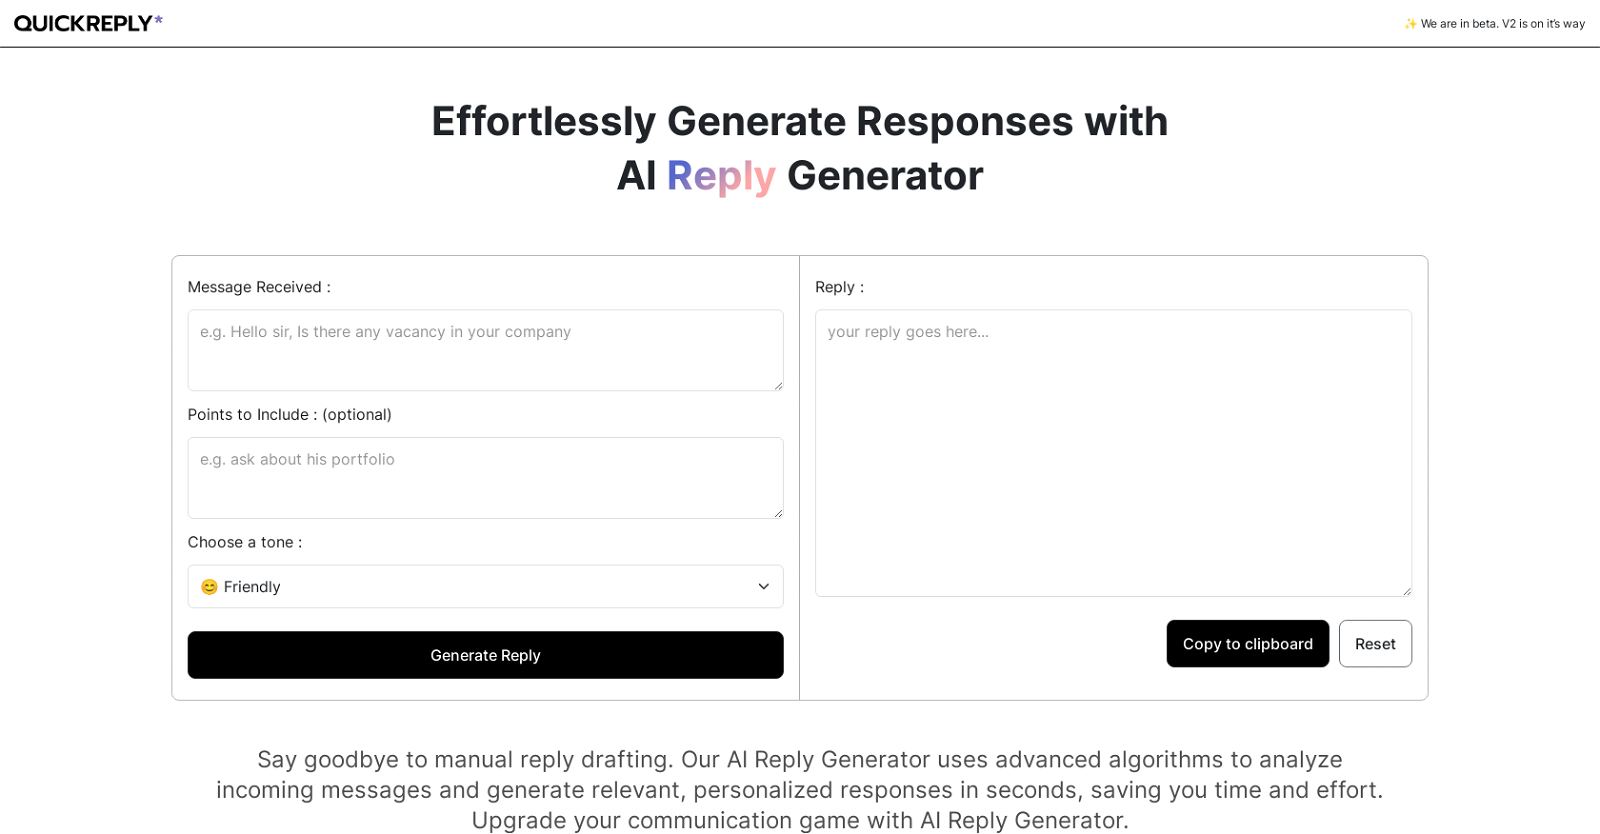 QUICKREPLY*
✨ We are in beta. V2 is on it's way
Effortlessly Generate Responses with
AI Reply Generator
Message Received :
e.g. Hello sir, Is there any vacancy in your company
Points to Include : (optional)
e.g. ask about his portfolio
Choose a tone :
😊 Friendly
Generate Reply
Reply :
your reply goes here...
Copy to clipboard
Reset
Say goodbye to manual reply drafting. Our AI Reply Generator uses advanced algorithms to analyze
incoming messages and generate relevant, personalized responses in seconds, saving you time and effort.
Upgrade your communication game with AI Reply Generator.